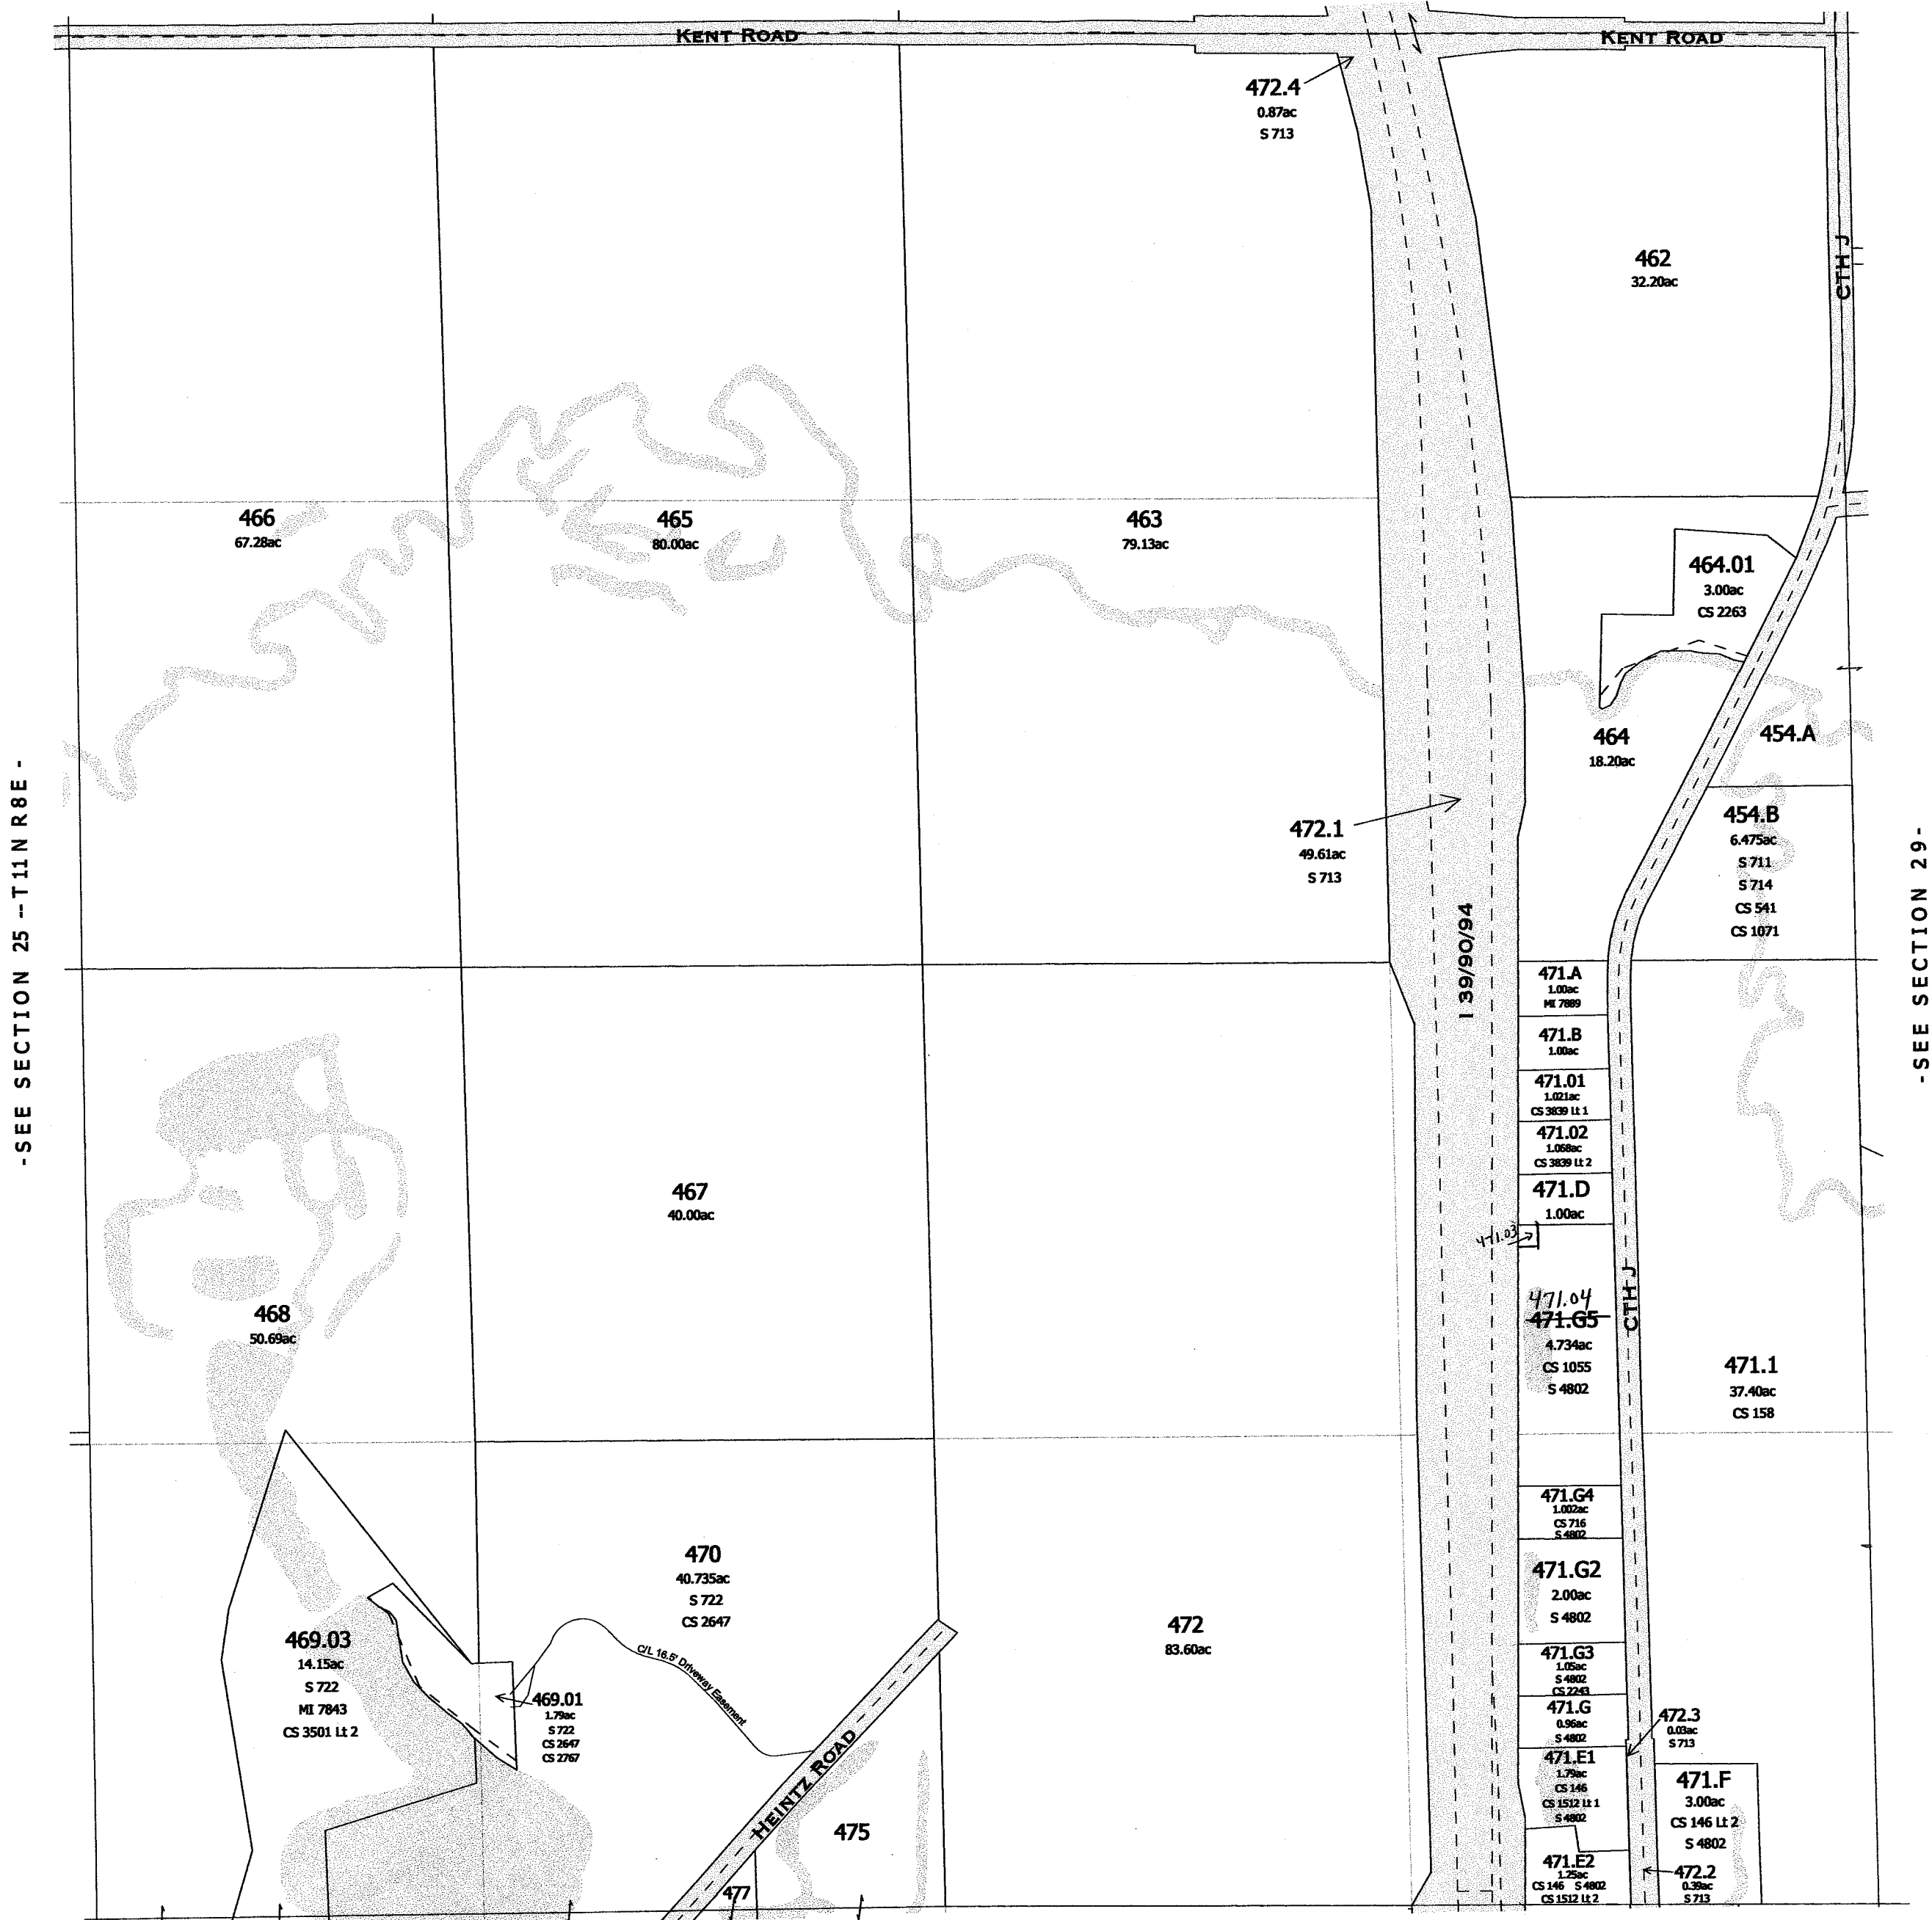 KENT ROAD
KENT ROAD
472.4
0.87ac
S 713
462
32.20ac
CTH J
466
67.28ac
465
80.00ac
463
79.13ac
464.01
3.00ac
CS 2263
464
18.20ac
454.A
454.B
6.475ac
S 711
S 714
CS 541
CS 1071
472.1
49.61ac
S 713
-SEE SECTION 25 --T11N R8E -
-SEE SECTION 29-
I 39/90/94
471.A
1.00ac
MI 7889
471.B
1.00ac
471.01
1.021ac
CS 3839 Lt 1
471.02
1.068ac
CS 3839 Lt 2
471.D
1.00ac
471.03
467
40.00ac
468
50.69ac
471.04
471.G5
4.734ac
CS 1055
S 4802
CTH J
471.1
37.40ac
CS 158
471.G4
1.002ac
CS 716
S 4802
471.G2
2.00ac
S 4802
470
40.735ac
S 722
CS 2647
472
83.60ac
469.03
14.15ac
S 722
MI 7843
CS 3501 Lt 2
C/L 16.5' Driveway Easement
469.01
1.79ac
S 722
CS 2647
CS 2767
471.G3
1.05ac
S 4802
CS 2243
471.G
0.96ac
S 4802
472.3
0.03ac
S 713
471.E1
1.79ac
CS 146
CS 1512 Lt 1
S 4802
471.F
3.00ac
CS 146 Lt 2
S 4802
HEINTZ ROAD
475
477
471.E2
1.25ac
CS 146 S 4802
CS 1512 Lt 2
472.2
0.39ac
S 713